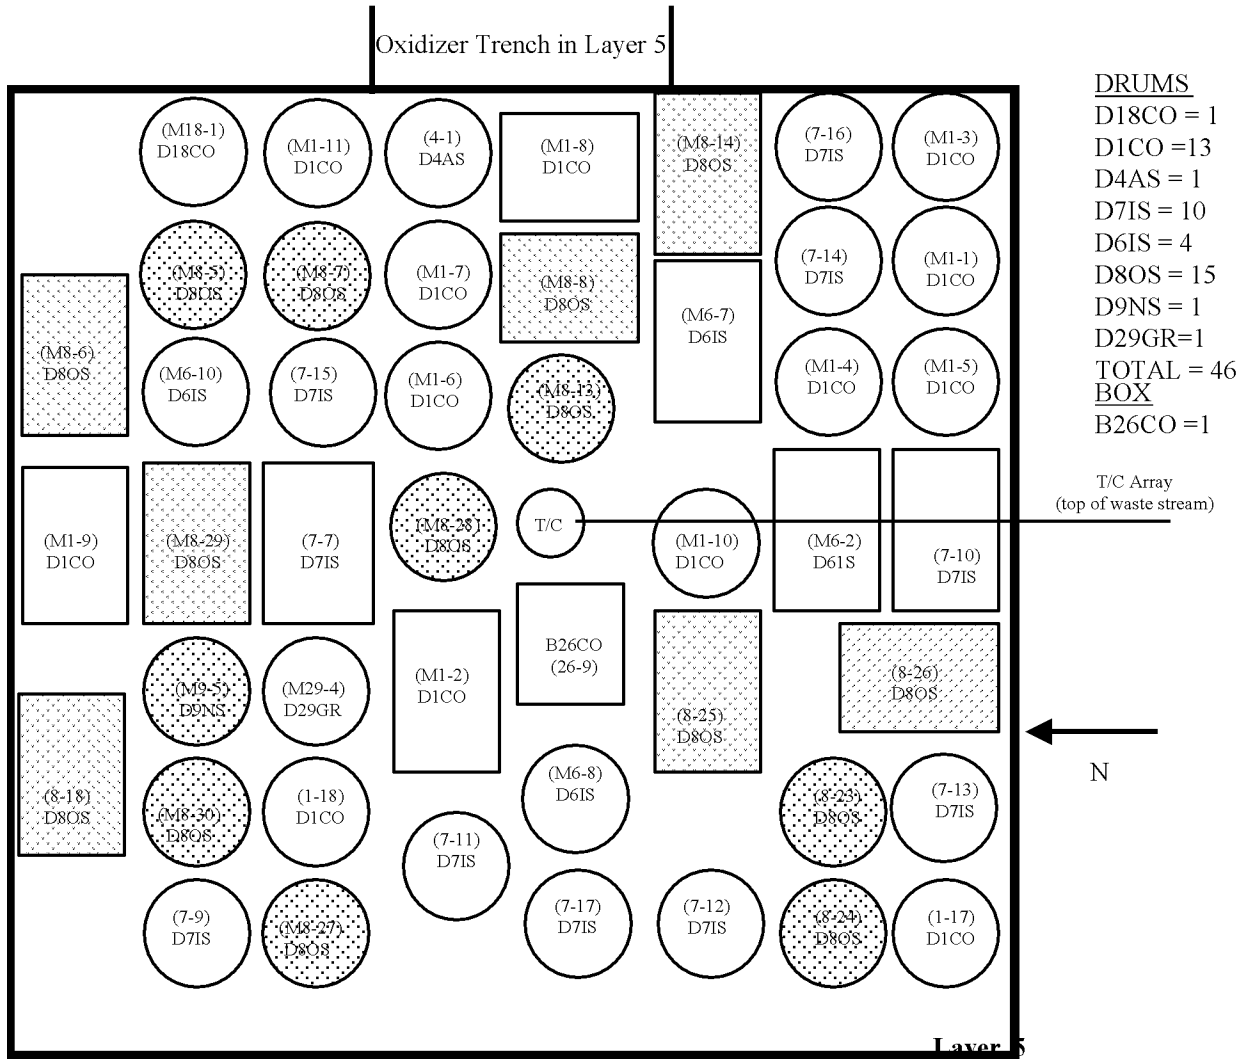 Oxidizer Trench in Layer 5
DRUMS
D18CO = 1
D1CO =13
D4AS = 1
D7IS = 10
D6IS = 4
D8OS = 15
D9NS = 1
D29GR=1
TOTAL = 46
BOX
B26CO =1
T/C Array
(top of waste stream)
N
(M18-1)
D18CO
(M1-11)
D1CO
(4-1)
D4AS
(M1-8)
D1CO
(M8-14)
D8OS
(7-16)
D7IS
(M1-3)
D1CO
(M8-5)
D8OS
(M8-7)
D8OS
(M1-7)
D1CO
(M8-8)
D8OS
(7-14)
D7IS
(M1-1)
D1CO
(M6-7)
D6IS
(M8-6)
D8OS
(M6-10)
D6IS
(7-15)
D7IS
(M1-6)
D1CO
(M8-13)
D8OS
(M1-4)
D1CO
(M1-5)
D1CO
(M1-9)
D1CO
(M8-29)
D8OS
(7-7)
D7IS
(M8-28)
D8OS
T/C
(M1-10)
D1CO
(M6-2)
D61S
(7-10)
D7IS
(M9-5)
D9NS
(M29-4)
D29GR
(M1-2)
D1CO
B26CO
(26-9)
(8-25)
D8OS
(8-26)
D8OS
(8-18)
D8OS
(M8-30)
D8OS
(1-18)
D1CO
(7-11)
D7IS
(M6-8)
D6IS
(8-23)
D8OS
(7-13)
D7IS
(7-9)
D7IS
(M8-27)
D8OS
(7-17)
D7IS
(7-12)
D7IS
(8-24)
D8OS
(1-17)
D1CO
Layer 5